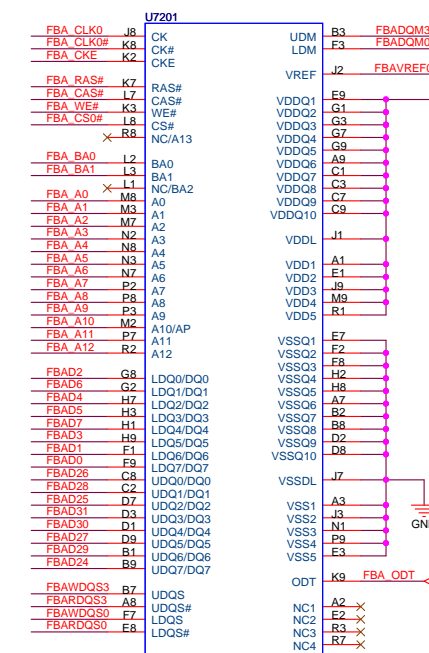 U7201
FBA_CLK0 J8 CK
FBA_CLK0# K8 CK#
FBA_CKE K2 CKE
FBA_RAS# K7 RAS#
FBA_CAS# L7 CAS#
FBA_WE# K3 WE#
FBA_CS0# L8 CS#
R8 NC/A13
FBA_BA0 L2 BA0
FBA_BA1 L3 BA1
L1 NC/BA2
FBA_A0 M8 A0
FBA_A1 M3 A1
FBA_A2 M7 A2
FBA_A3 N2 A3
FBA_A4 N8 A4
FBA_A5 N3 A5
FBA_A6 N7 A6
FBA_A7 P2 A7
FBA_A8 P8 A8
FBA_A9 P3 A9
FBA_A10 M2 A10/AP
FBA_A11 P7 A11
FBA_A12 R2 A12
FBAD2 G8 LDQ0/DQ0
FBAD6 G2 LDQ1/DQ1
FBAD4 H7 LDQ2/DQ2
FBAD5 H3 LDQ3/DQ3
FBAD7 H1 LDQ4/DQ4
FBAD3 H9 LDQ5/DQ5
FBAD1 F1 LDQ6/DQ6
FBAD0 F9 LDQ7/DQ7
FBAD26 C8 UDQ0/DQ0
FBAD28 C2 UDQ1/DQ1
FBAD25 D7 UDQ2/DQ2
FBAD31 D3 UDQ3/DQ3
FBAD30 D1 UDQ4/DQ4
FBAD27 D9 UDQ5/DQ5
FBAD29 B1 UDQ6/DQ6
FBAD24 B9 UDQ7/DQ7
FBAWDQS3 B7 UDQS
FBARDQS3 A8 UDQS#
FBAWDQS0 F7 LDQS
FBARDQS0 E8 LDQS#
UDM B3 FBADQM3
LDM F3 FBADQM0
VREF J2 FBAVREF0
VDDQ1 E9
VDDQ2 G1
VDDQ3 G3
VDDQ4 G7
VDDQ5 G9
VDDQ6 A9
VDDQ7 C1
VDDQ8 C3
VDDQ9 C7
VDDQ10 C9
VDDL J1
VDD1 A1
VDD2 E1
VDD3 J9
VDD4 M9
VDD5 R1
VSSQ1 E7
VSSQ2 F2
VSSQ3 F8
VSSQ4 H2
VSSQ5 H8
VSSQ6 A7
VSSQ7 B2
VSSQ8 B8
VSSQ9 D2
VSSQ10 D8
VSSDL J7
VSS1 A3
VSS2 J3
VSS3 N1
VSS4 P9
VSS5 E3
GN
ODT K9 FBA_ODT
NC1 A2
NC2 E2
NC3 R3
NC4 R7